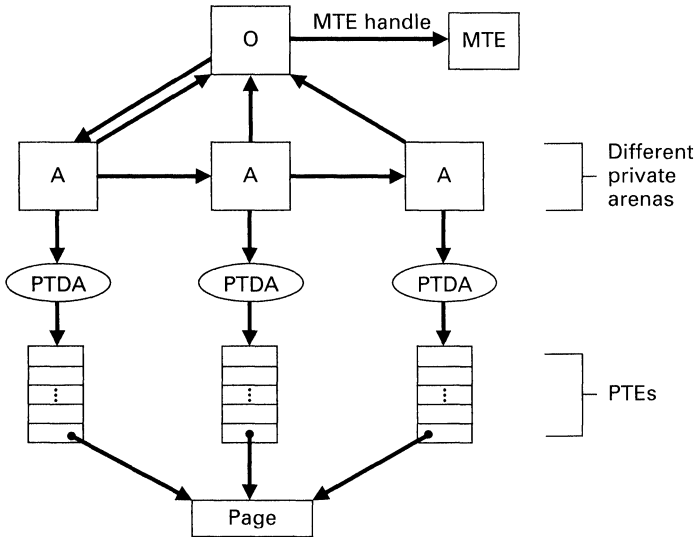 O
MTE handle
MTE
A
A
A
Different
private
arenas
PTDA
PTDA
PTDA
PTEs
Page